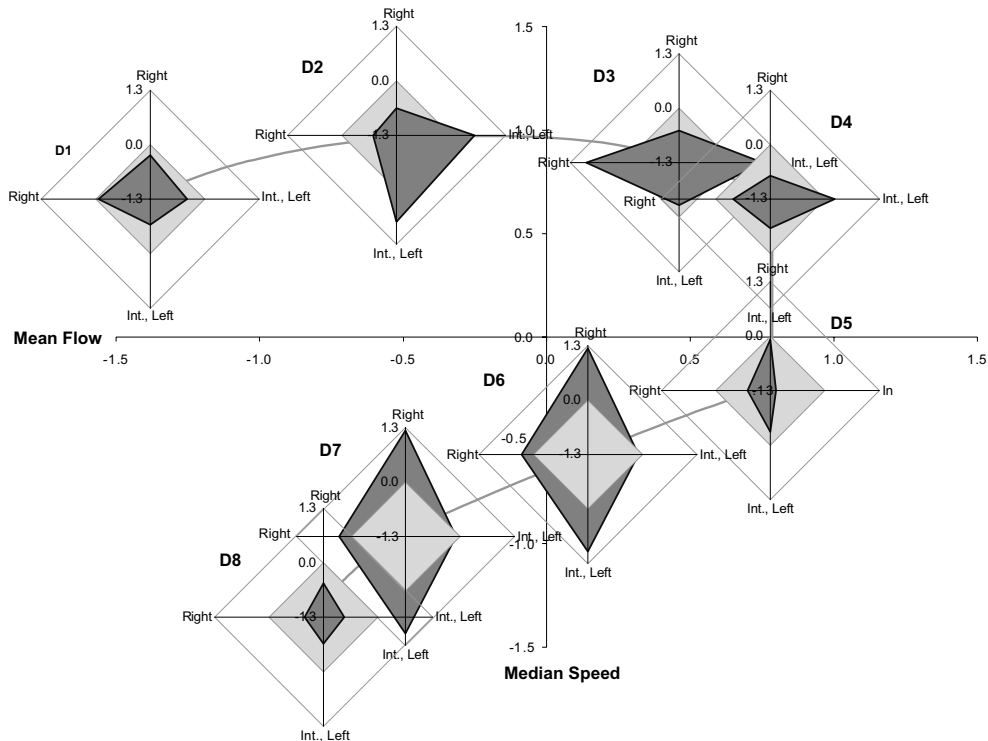 Right
1.3
D2
0.0
-1.3
Right
Int., Left
Int., Left
Right
1.3
D1
0.0
Right
-1.3
Int., Left
Int., Left
1.5
1.0
0.5
0.0
-0.5
-1.0
-1.5
Right
1.3
D3
0.0
-1.3
Right
Int., Left
Int., Left
Right
1.3
D4
0.0
-1.3
Right
Int., Left
Int., Left
Mean Flow
-1.5
-1.0
-0.5
0.0
0.5
1.0
1.5
Right
1.3
D5
0.0
-1.3
Right
In
Int., Left
Right
1.3
D6
0.0
-1.3
Right
Int., Left
Int., Left
Right
1.3
D7
0.0
-1.3
Right
Int., Left
Int., Left
Right
1.3
D8
0.0
-1.3
Right
Int., Left
Int., Left
Median Speed